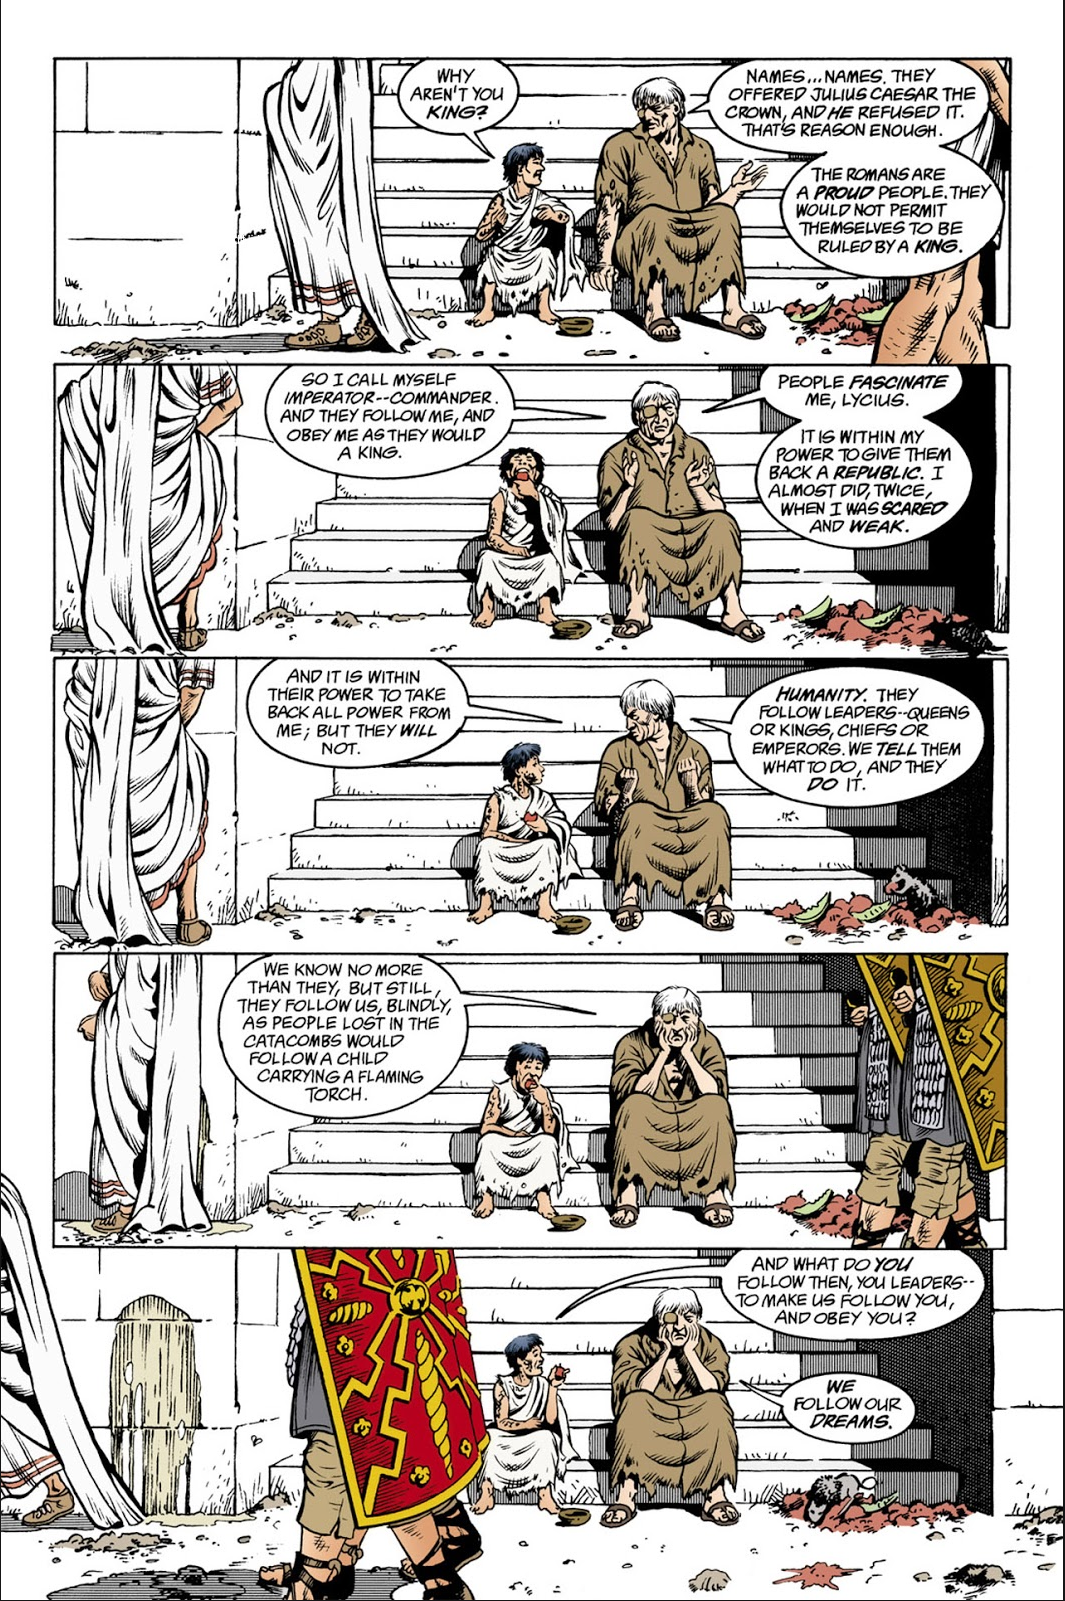 WHY
AREN'T YOU
KING?
NAMES... NAMES. THEY
OFFERED JULIUS CAESAR THE
CROWN, AND HE REFUSED IT.
THAT'S REASON ENOUGH.
THE ROMANS ARE
A PROUD PEOPLE. THEY
WOULD NOT PERMIT
THEMSELVES TO BE
RULED BY A KING.
SO I CALL MYSELF
IMPERATOR--COMMANDER.
AND THEY FOLLOW ME, AND
OBEY ME AS THEY WOULD
A KING.
PEOPLE FASCINATE
ME, LYCIUS.
IT IS WITHIN MY
POWER TO GIVE THEM
BACK A REPUBLIC. I
ALMOST DID, TWICE,
WHEN I WAS SCARED
AND WEAK.
AND IT IS WITHIN
THEIR POWER TO TAKE
BACK ALL POWER FROM
ME; BUT THEY WILL
NOT.
HUMANITY. THEY
FOLLOW LEADERS--QUEENS
OR KINGS, CHIEFS OR
EMPERORS. WE TELL THEM
WHAT TO DO, AND THEY
DO IT.
WE KNOW NO MORE
THAN THEY, BUT STILL,
THEY FOLLOW US, BLINDLY,
AS PEOPLE LOST IN THE
CATACOMBS WOULD
FOLLOW A CHILD
CARRYING A FLAMING
TORCH.
AND WHAT DO YOU
FOLLOW THEN, YOU LEADERS--
TO MAKE US FOLLOW YOU,
AND OBEY YOU?
WE
FOLLOW OUR
DREAMS.